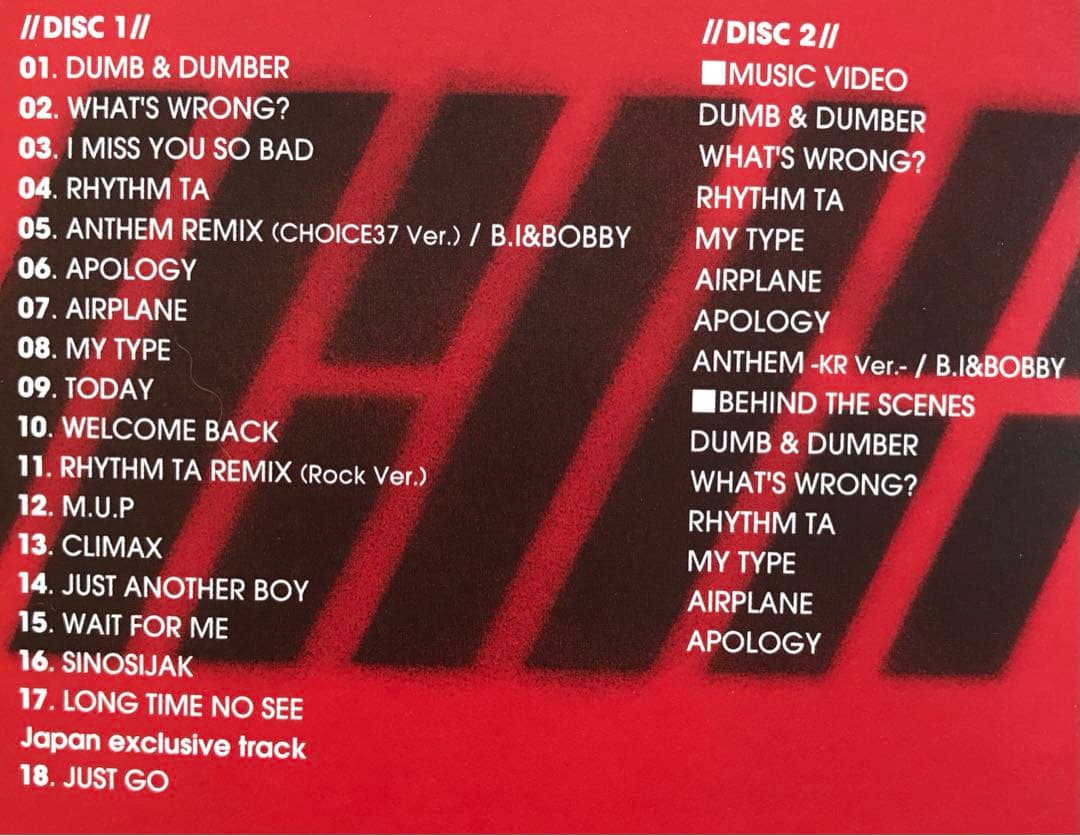 //DISC 1//
01. DUMB & DUMBER
02. WHAT'S WRONG?
03. I MISS YOU SO BAD
04. RHYTHM TA
05. ANTHEM REMIX (CHOICE37 Ver.) / B.I&BOBBY
06. APOLOGY
07. AIRPLANE
08. MY TYPE
09. TODAY
10. WELCOME BACK
11. RHYTHM TA REMIX (Rock Ver.)
12. M.U.P
13. CLIMAX
14. JUST ANOTHER BOY
15. WAIT FOR ME
16. SINOSIJAK
17. LONG TIME NO SEE
Japan exclusive track
18. JUST GO
//DISC 2//
■MUSIC VIDEO
DUMB & DUMBER
WHAT'S WRONG?
RHYTHM TA
MY TYPE
AIRPLANE
APOLOGY
ANTHEM -KR Ver.- / B.I&BOBBY
■BEHIND THE SCENES
DUMB & DUMBER
WHAT'S WRONG?
RHYTHM TA
MY TYPE
AIRPLANE
APOLOGY